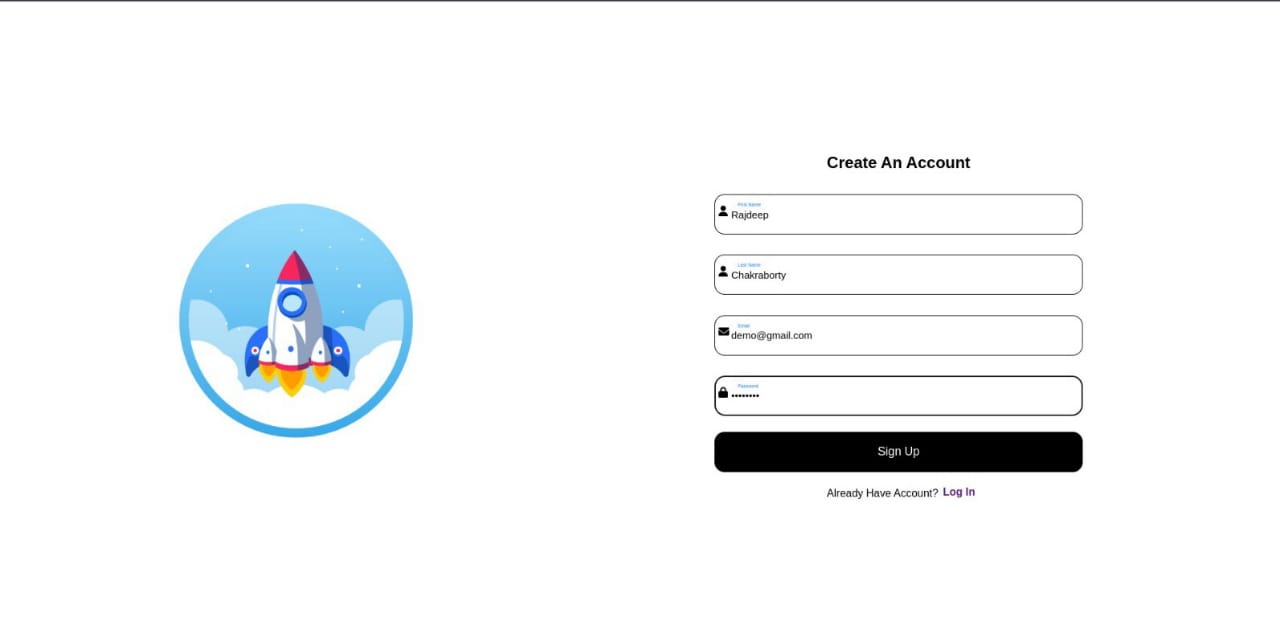 Create An Account
First Name
Rajdeep
Last Name
Chakraborty
Email
demo@gmail.com
Password
••••••••
Sign Up
Already Have Account? Log In